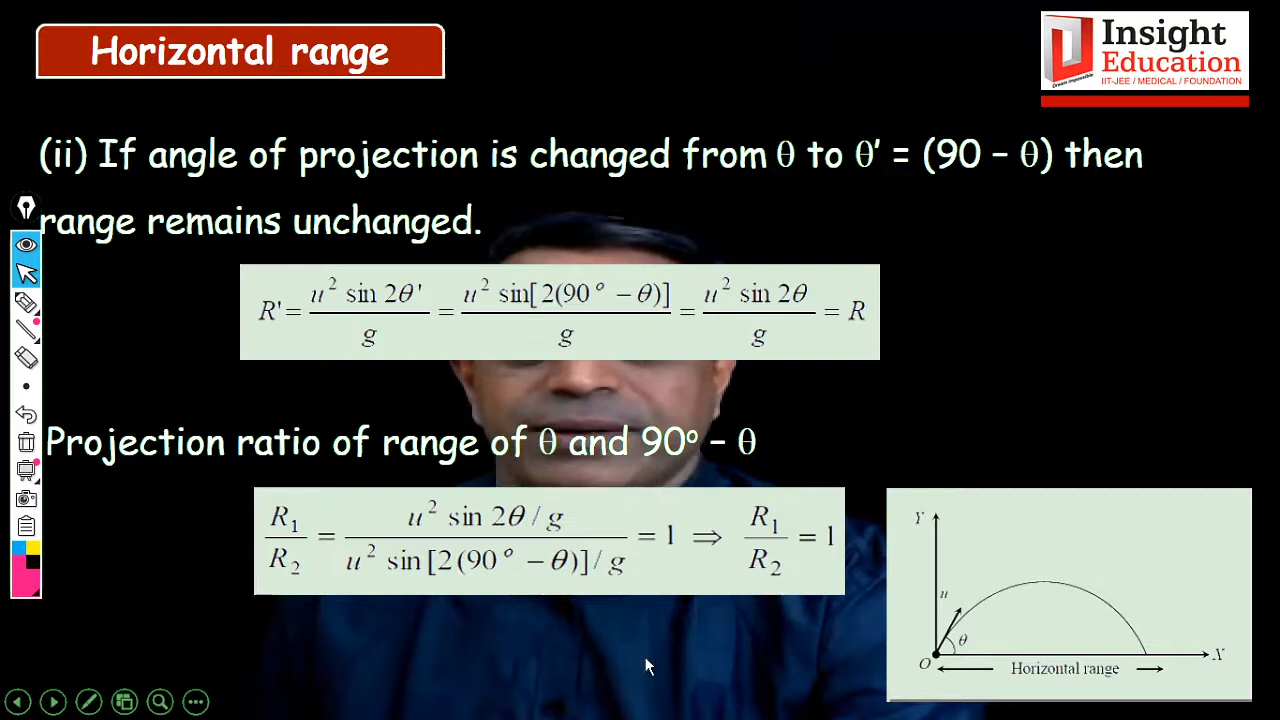 Horizontal range
Insight
Education
IIT-JEE / MEDICAL / FOUNDATION
Dream Impossible
(ii) If angle of projection is changed from θ to θ' = (90 – θ) then
range remains unchanged.
R' = u² sin 2θ' / g = u² sin[2(90° – θ)] / g = u² sin 2θ / g = R
Projection ratio of range of θ and 90° – θ
R₁ / R₂ = u² sin 2θ / g / u² sin [2 (90° – θ)] / g = 1 ⇒ R₁ / R₂ = 1
Y
u
θ
O
X
Horizontal range